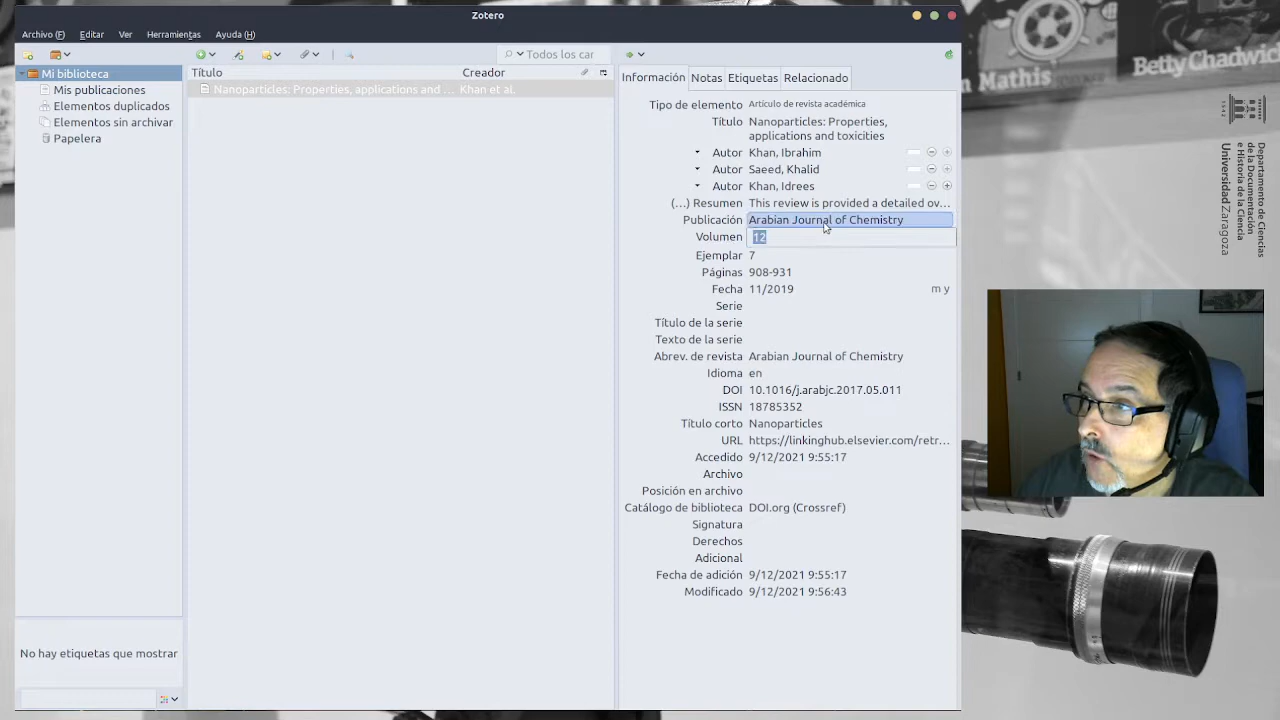 Zotero
Archivo (F) Editar Ver Herramientas Ayuda (H)
Todos los car
Mi biblioteca
Mis publicaciones
Elementos duplicados
Elementos sin archivar
Papelera
No hay etiquetas que mostrar
Título Creador
Nanoparticles: Properties, applications and ... Khan et al.
Información Notas Etiquetas Relacionado
Tipo de elemento Artículo de revista académica
Título Nanoparticles: Properties,
applications and toxicities
Autor Khan, Ibrahim
Autor Saeed, Khalid
Autor Khan, Idrees
(...) Resumen This review is provided a detailed ov...
Publicación Arabian Journal of Chemistry
Volumen 12
Ejemplar 7
Páginas 908-931
Fecha 11/2019 m y
Serie
Título de la serie
Texto de la serie
Abrev. de revista Arabian Journal of Chemistry
Idioma en
DOI 10.1016/j.arabjc.2017.05.011
ISSN 18785352
Título corto Nanoparticles
URL https://linkinghub.elsevier.com/retr...
Accedido 9/12/2021 9:55:17
Archivo
Posición en archivo
Catálogo de biblioteca DOI.org (Crossref)
Signatura
Derechos
Adicional
Fecha de adición 9/12/2021 9:55:17
Modificado 9/12/2021 9:56:43
n Mathis
Betty Chadwick
1542
Departamento de Ciencias
de la Documentación
e Historia de la Ciencia
Universidad Zaragoza